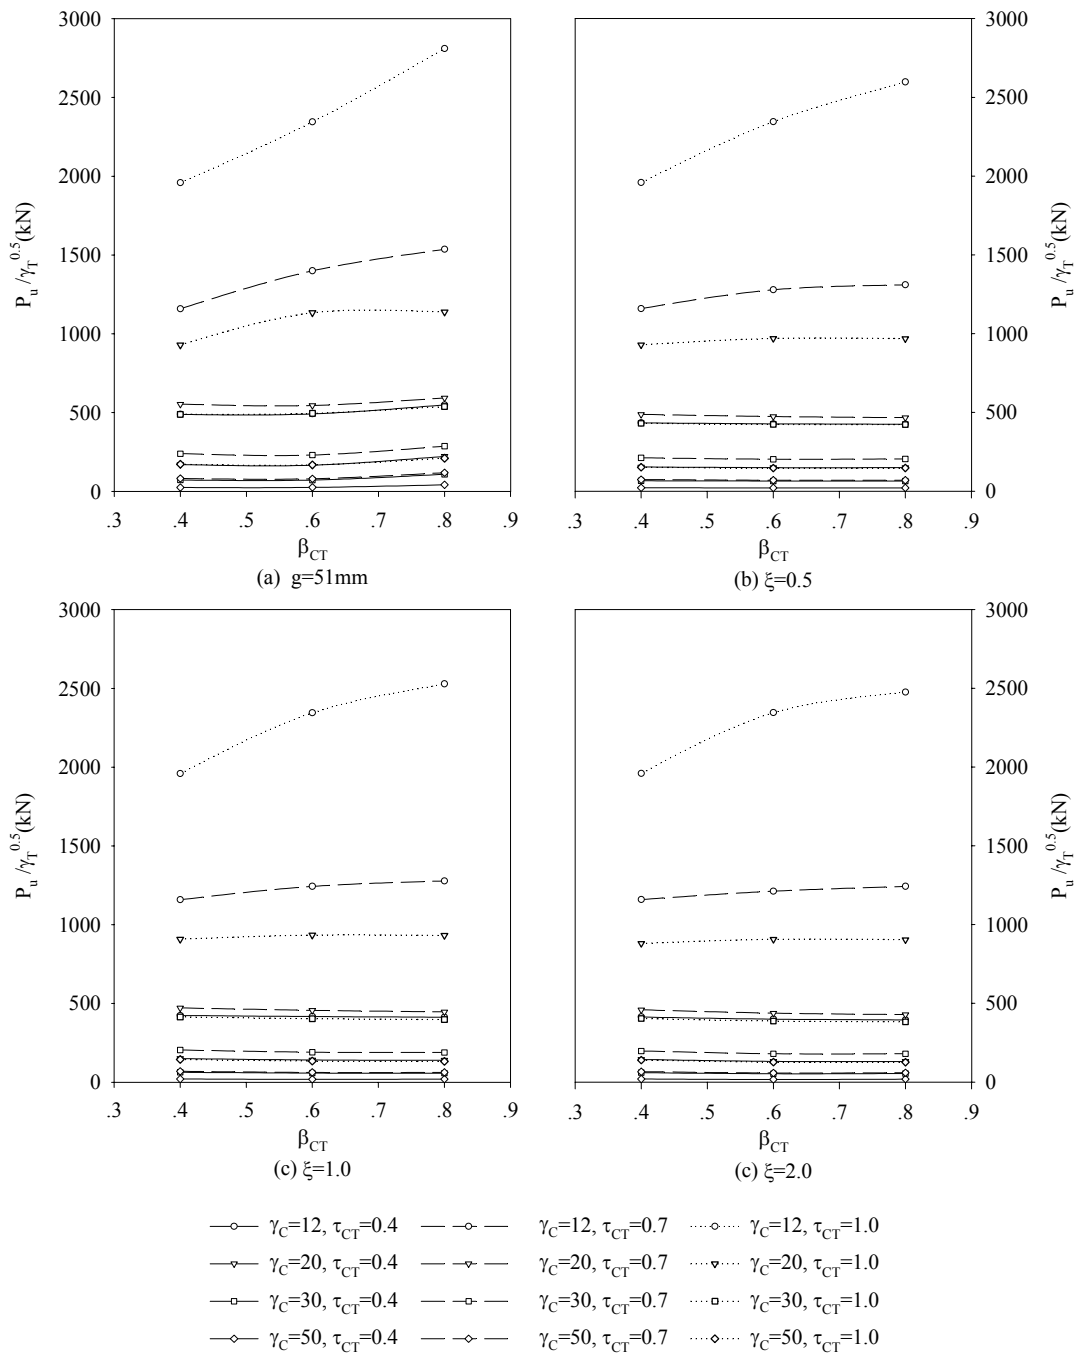 3000
2500
2000
1500
1000
500
0
P_u /γ_T^0.5(kN)
.3 .4 .5 .6 .7 .8 .9
β_CT
(a) g=51mm
3000
2500
2000
1500
1000
500
0
P_u /γ_T^0.5(kN)
.3 .4 .5 .6 .7 .8 .9
β_CT
(b) ξ=0.5
3000
2500
2000
1500
1000
500
0
P_u /γ_T^0.5(kN)
.3 .4 .5 .6 .7 .8 .9
β_CT
(c) ξ=1.0
3000
2500
2000
1500
1000
500
0
P_u /γ_T^0.5(kN)
.3 .4 .5 .6 .7 .8 .9
β_CT
(c) ξ=2.0
γ_C=12, τ_CT=0.4 γ_C=12, τ_CT=0.7 γ_C=12, τ_CT=1.0
γ_C=20, τ_CT=0.4 γ_C=20, τ_CT=0.7 γ_C=20, τ_CT=1.0
γ_C=30, τ_CT=0.4 γ_C=30, τ_CT=0.7 γ_C=30, τ_CT=1.0
γ_C=50, τ_CT=0.4 γ_C=50, τ_CT=0.7 γ_C=50, τ_CT=1.0